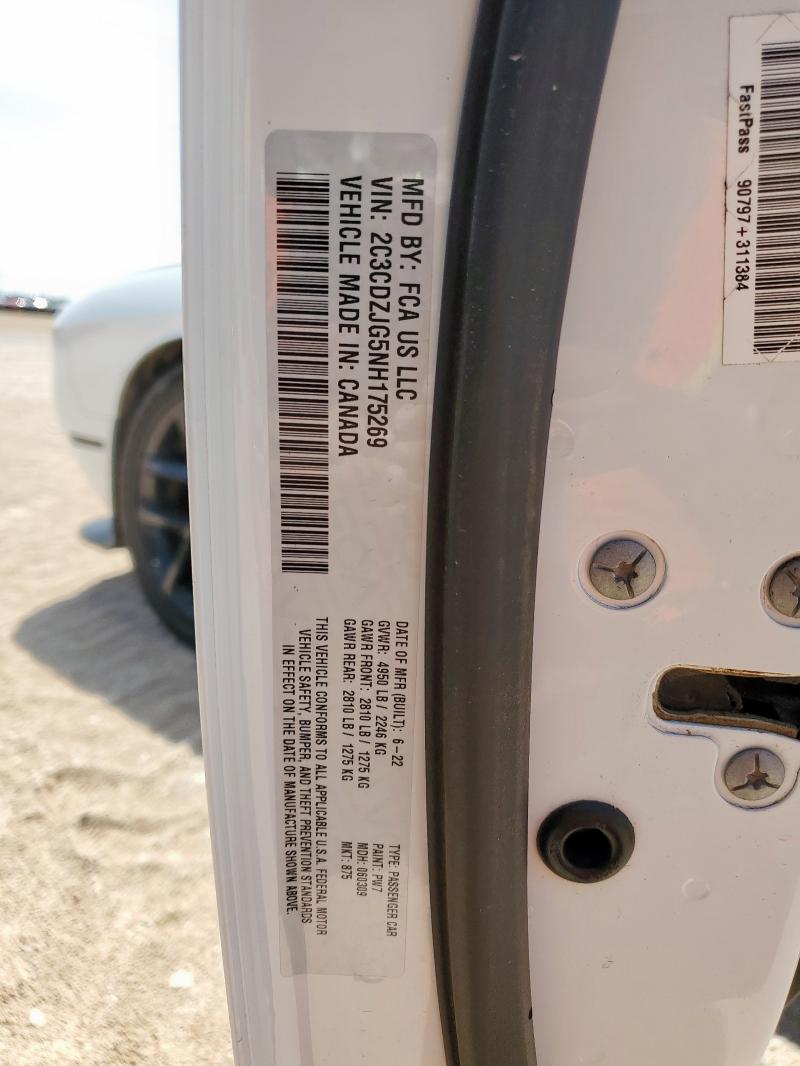 MFD BY: FCA US LLC
VIN: 2C3CDZJG5NH175269
VEHICLE MADE IN: CANADA
DATE OF MFR (BUILT): 6-22
GVWR: 4950 LB / 2246 KG
GAWR FRONT: 2810 LB / 1275 KG
GAWR REAR: 2810 LB / 1275 KG
THIS VEHICLE CONFORMS TO ALL APPLICABLE U.S.A. FEDERAL MOTOR
VEHICLE SAFETY, BUMPER, AND THEFT PREVENTION STANDARDS
IN EFFECT ON THE DATE OF MANUFACTURE SHOWN ABOVE.
TYPE: PASSENGER CAR
PAINT: PW7
MDH: 060309
MKT: 875
FastPass 90797+311384